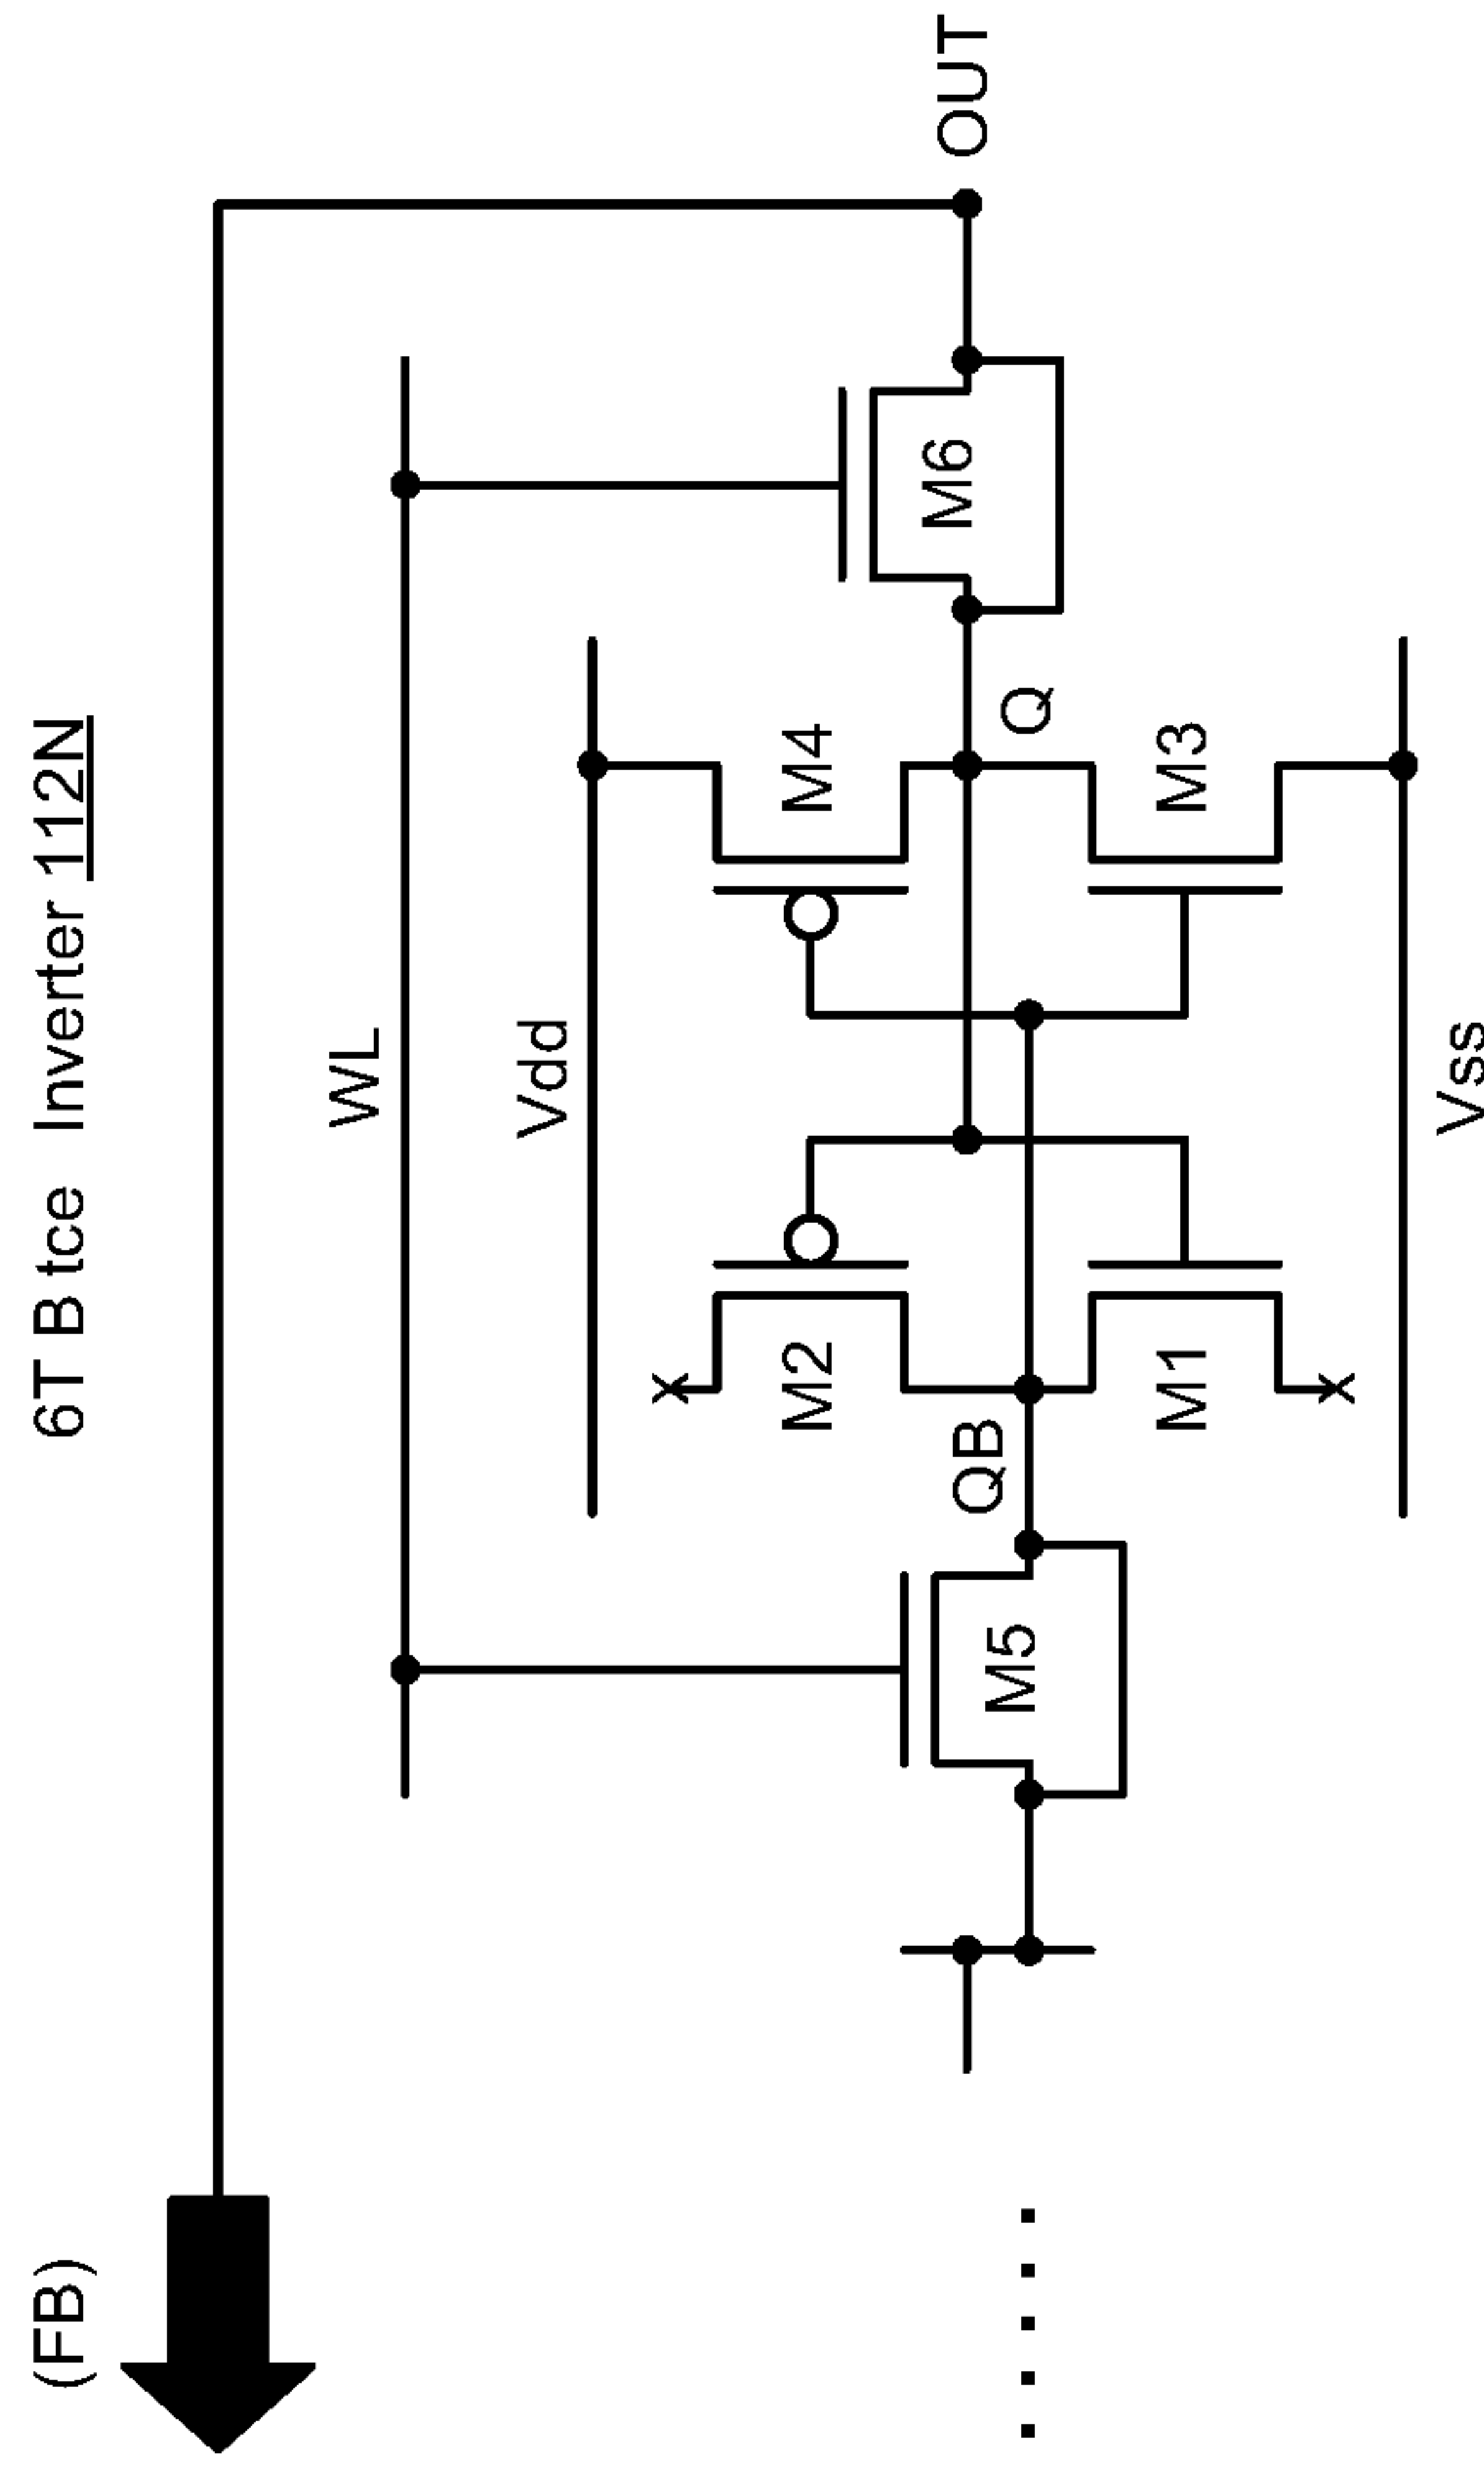 6T B tce Inverter 112N
(FB)
WL
Vdd
M2
M4
QB
OUT
M5
M6
Q
M1
M3
Vss
x
x